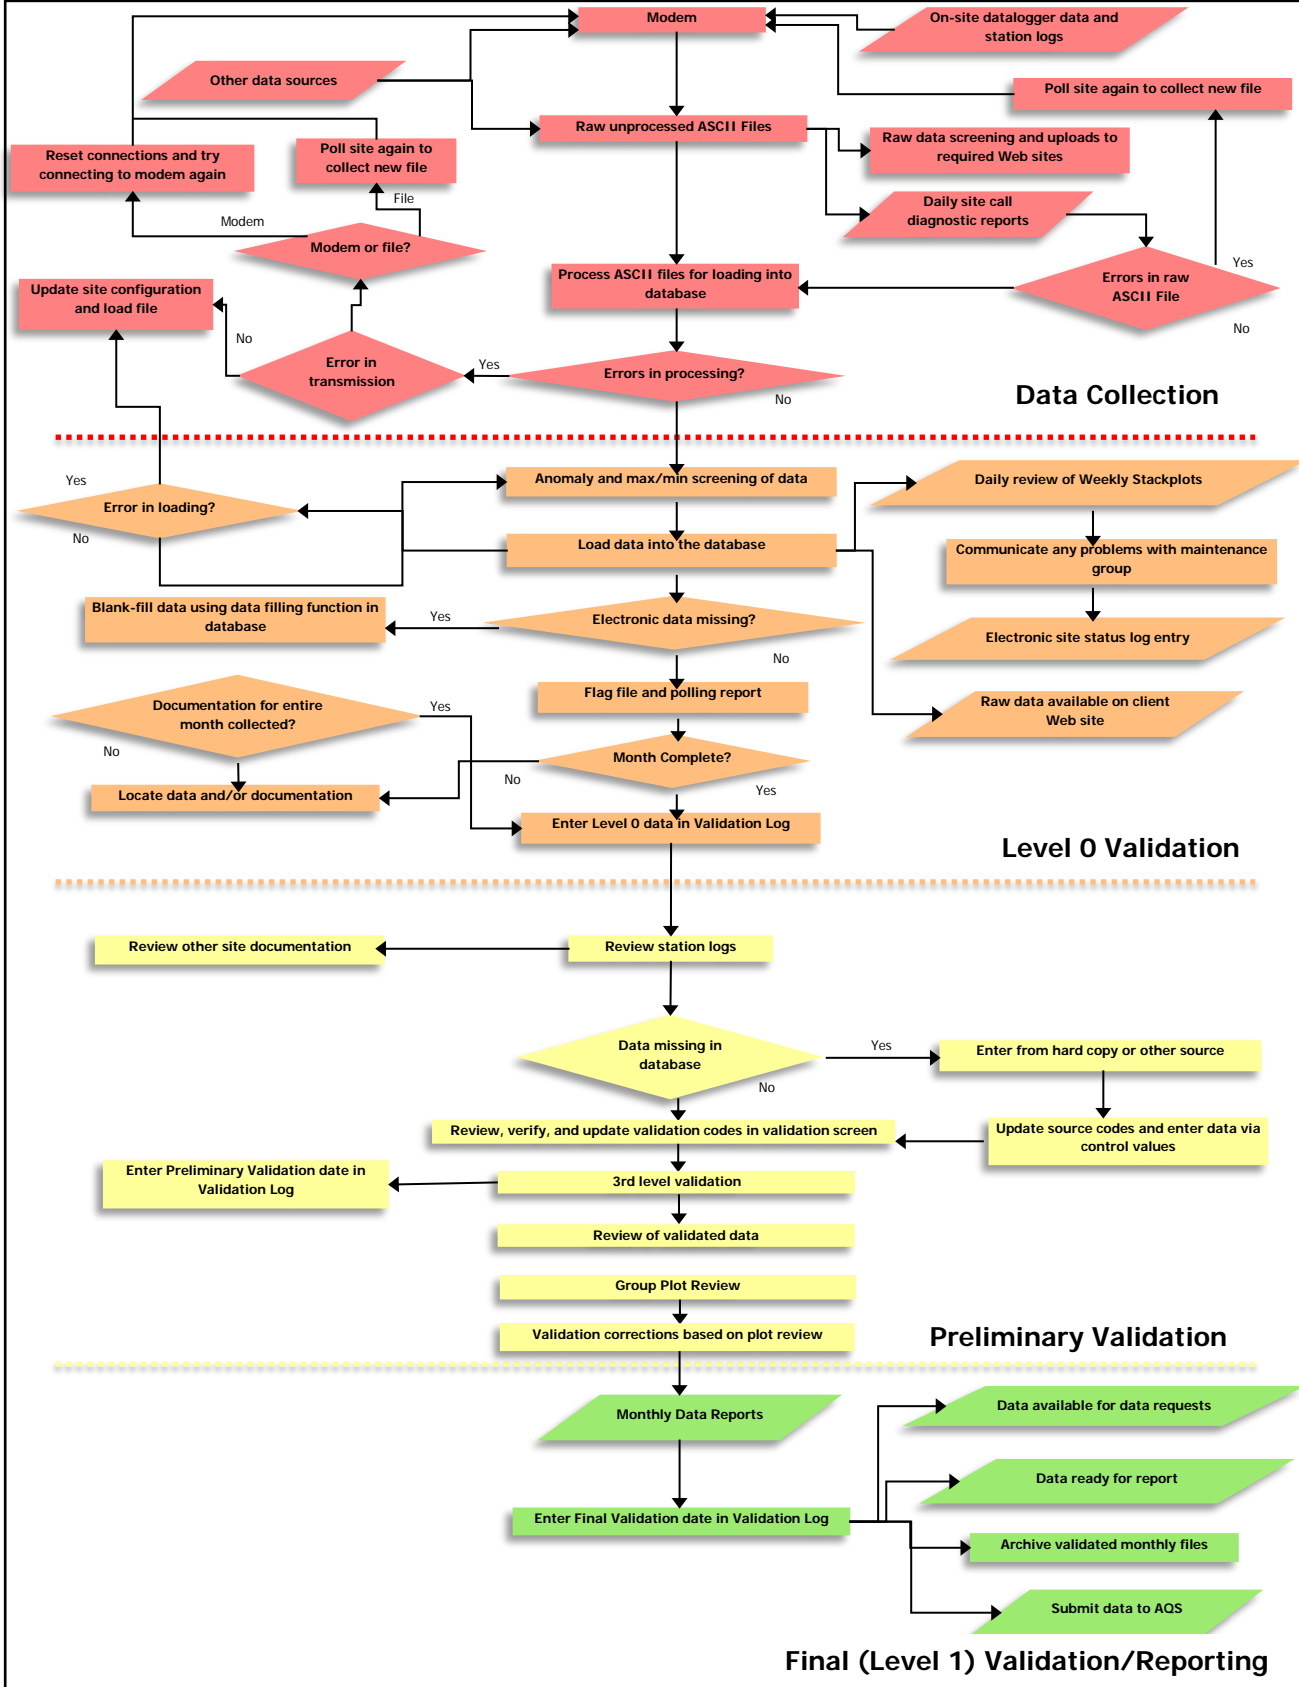 Modem
On-site datalogger data and
station logs
Other data sources
Poll site again to collect new file
Raw unprocessed ASCII Files
Raw data screening and uploads to
required Web sites
Reset connections and try
connecting to modem again
Poll site again to
collect new file
File
Modem
Daily site call
diagnostic reports
Modem or file?
Yes
Process ASCII files for loading into
database
Errors in raw
ASCII File
Update site configuration
and load file
No
No
Error in
transmission
Yes
Errors in processing?
No
Data Collection
Anomaly and max/min screening of data
Daily review of Weekly Stackplots
Yes
Error in loading?
No
Load data into the database
Communicate any problems with maintenance
group
Blank-fill data using data filling function in
database
Yes
Electronic data missing?
Electronic site status log entry
No
Flag file and polling report
Documentation for entire
month collected?
Yes
Raw data available on client
Web site
No
Month Complete?
No
Yes
Locate data and/or documentation
Enter Level 0 data in Validation Log
Level 0 Validation
Review other site documentation
Review station logs
Data missing in
database
Yes
Enter from hard copy or other source
No
Review, verify, and update validation codes in validation screen
Update source codes and enter data via
control values
Enter Preliminary Validation date in
Validation Log
3rd level validation
Review of validated data
Group Plot Review
Validation corrections based on plot review
Preliminary Validation
Monthly Data Reports
Data available for data requests
Data ready for report
Enter Final Validation date in Validation Log
Archive validated monthly files
Submit data to AQS
Final (Level 1) Validation/Reporting